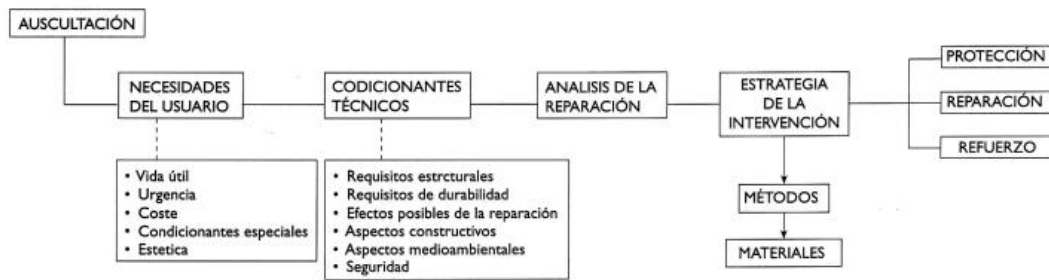 AUSCULTACIÓN
NECESIDADES
DEL USUARIO
• Vida útil
• Urgencia
• Coste
• Condicionantes especiales
• Estetica
CODICIONANTES
TÉCNICOS
• Requisitos estrcturales
• Requisitos de durabilidad
• Efectos posibles de la reparación
• Aspectos constructivos
• Aspectos medioambientales
• Seguridad
ANALISIS DE LA
REPARACIÓN
ESTRATEGIA
DE LA
INTERVENCIÓN
MÉTODOS
MATERIALES
PROTECCIÓN
REPARACIÓN
REFUERZO